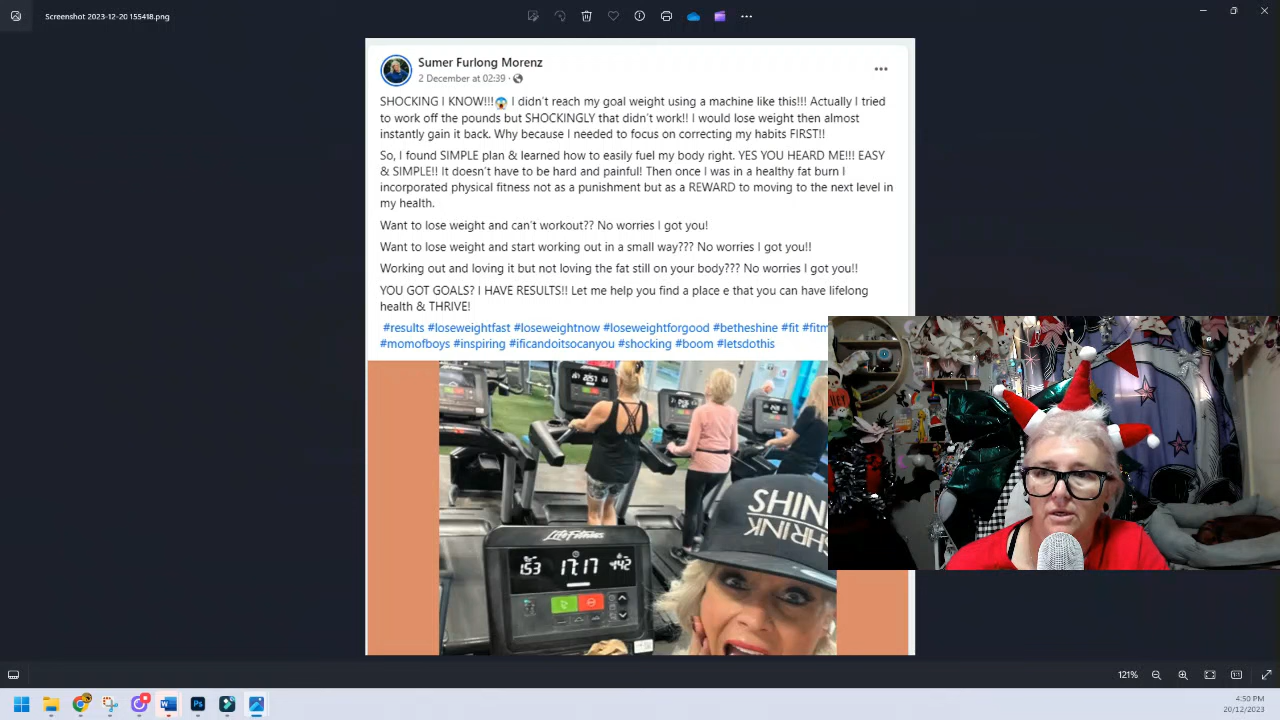 Screenshot 2023-12-20 155418.png
Sumer Furlong Morenz
2 December at 02:39 ·
SHOCKING I KNOW!!!😱 I didn't reach my goal weight using a machine like this!!! Actually I tried
to work off the pounds but SHOCKINGLY that didn't work!! I would lose weight then almost
instantly gain it back. Why because I needed to focus on correcting my habits FIRST!!
So, I found SIMPLE plan & learned how to easily fuel my body right. YES YOU HEARD ME!!! EASY
& SIMPLE!! It doesn't have to be hard and painful! Then once I was in a healthy fat burn I
incorporated physical fitness not as a punishment but as a REWARD to moving to the next level in
my health.
Want to lose weight and can't workout?? No worries I got you!
Want to lose weight and start working out in a small way??? No worries I got you!!
Working out and loving it but not loving the fat still on your body??? No worries I got you!!
YOU GOT GOALS? I HAVE RESULTS!! Let me help you find a place e that you can have lifelong
health & THRIVE!
#results #loseweightfast #loseweightnow #loseweightforgood #betheshine #fit #fitm
#momofboys #inspiring #ificandoitsocanyou #shocking #boom #letsdothis
SHIN
SHRINK
LifeFitness
153 17:17 442
121%
4:50 PM
20/12/2023